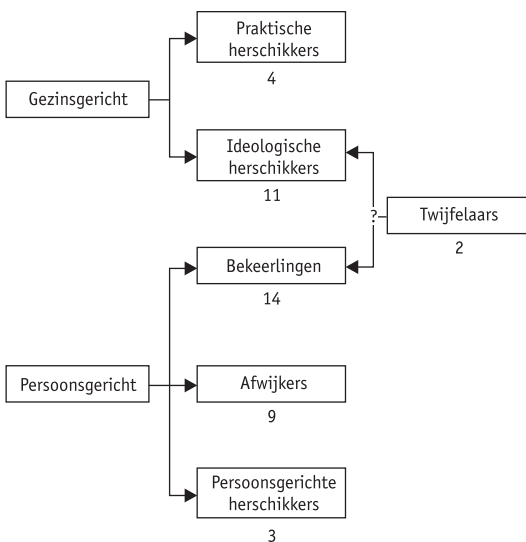 Praktische
herschikkers
4
Gezinsgericht
Ideologische
herschikkers
11
?
Twijfelaars
2
Bekeerlingen
14
Persoonsgericht
Afwijkers
9
Persoonsgerichte
herschikkers
3